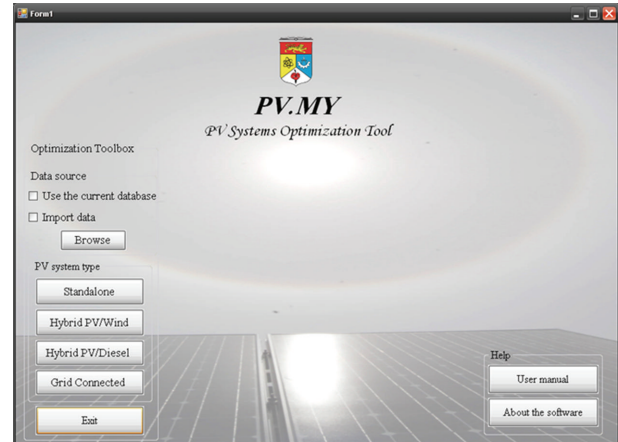 Form1
PV.MY
PV Systems Optimization Tool
Optimization Toolbox
Data source
Use the current database
Import data
Browse
PV system type
Standalone
Hybrid PV/Wind
Hybrid PV/Diesel
Grid Connected
Exit
Help
User manual
About the software